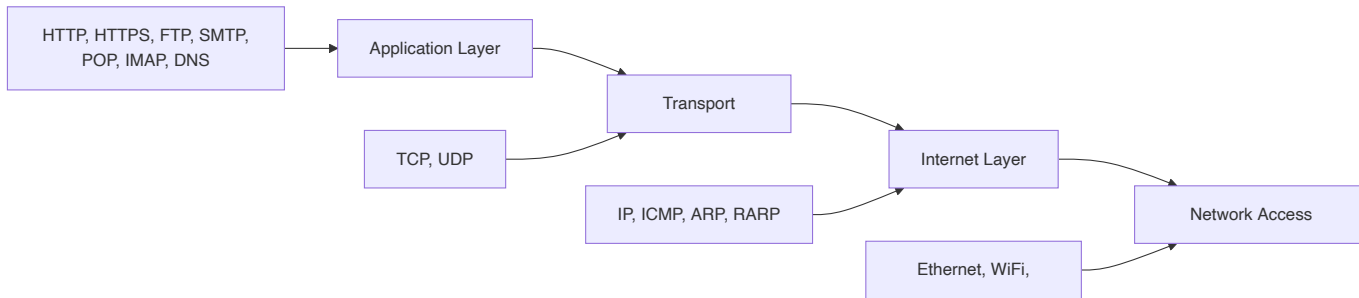 HTTP, HTTPS, FTP, SMTP,
POP, IMAP, DNS
Application Layer
Transport
TCP, UDP
Internet Layer
IP, ICMP, ARP, RARP
Network Access
Ethernet, WiFi,